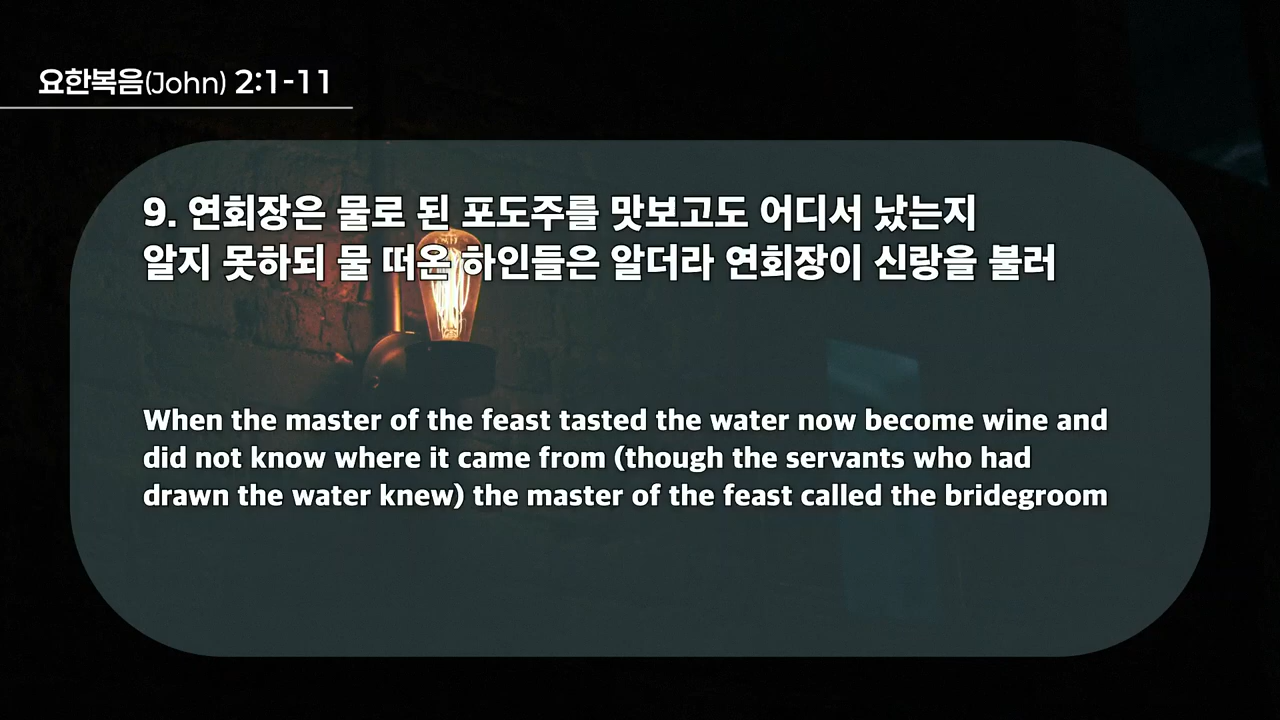 요한복음(John) 2:1-11
9. 연회장은 물로 된 포도주를 맛보고도 어디서 났는지
알지 못하되 물 떠온 하인들은 알더라 연회장이 신랑을 불러
When the master of the feast tasted the water now become wine and
did not know where it came from (though the servants who had
drawn the water knew) the master of the feast called the bridegroom